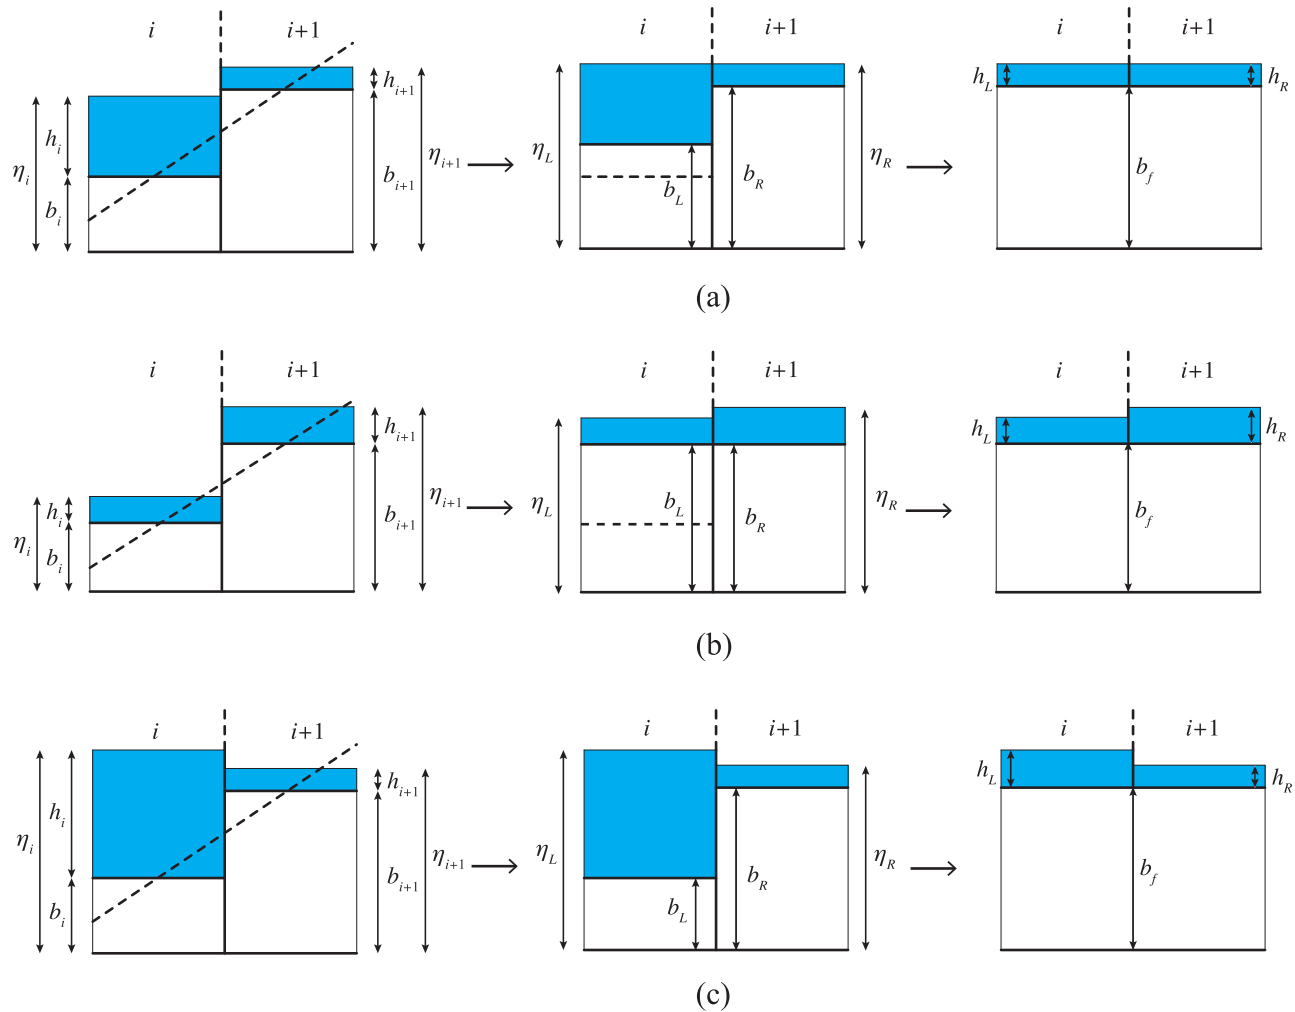 i i+1 i i+1 i i+1
η_i h_i b_i h_{i+1} b_{i+1} η_{i+1} η_L b_L b_R η_R h_L b_f h_R
(a)
i i+1 i i+1 i i+1
η_i h_i b_i h_{i+1} b_{i+1} η_{i+1} η_L b_L b_R η_R h_L b_f h_R
(b)
i i+1 i i+1 i i+1
η_i h_i b_i h_{i+1} b_{i+1} η_{i+1} η_L b_L b_R η_R h_L b_f h_R
(c)